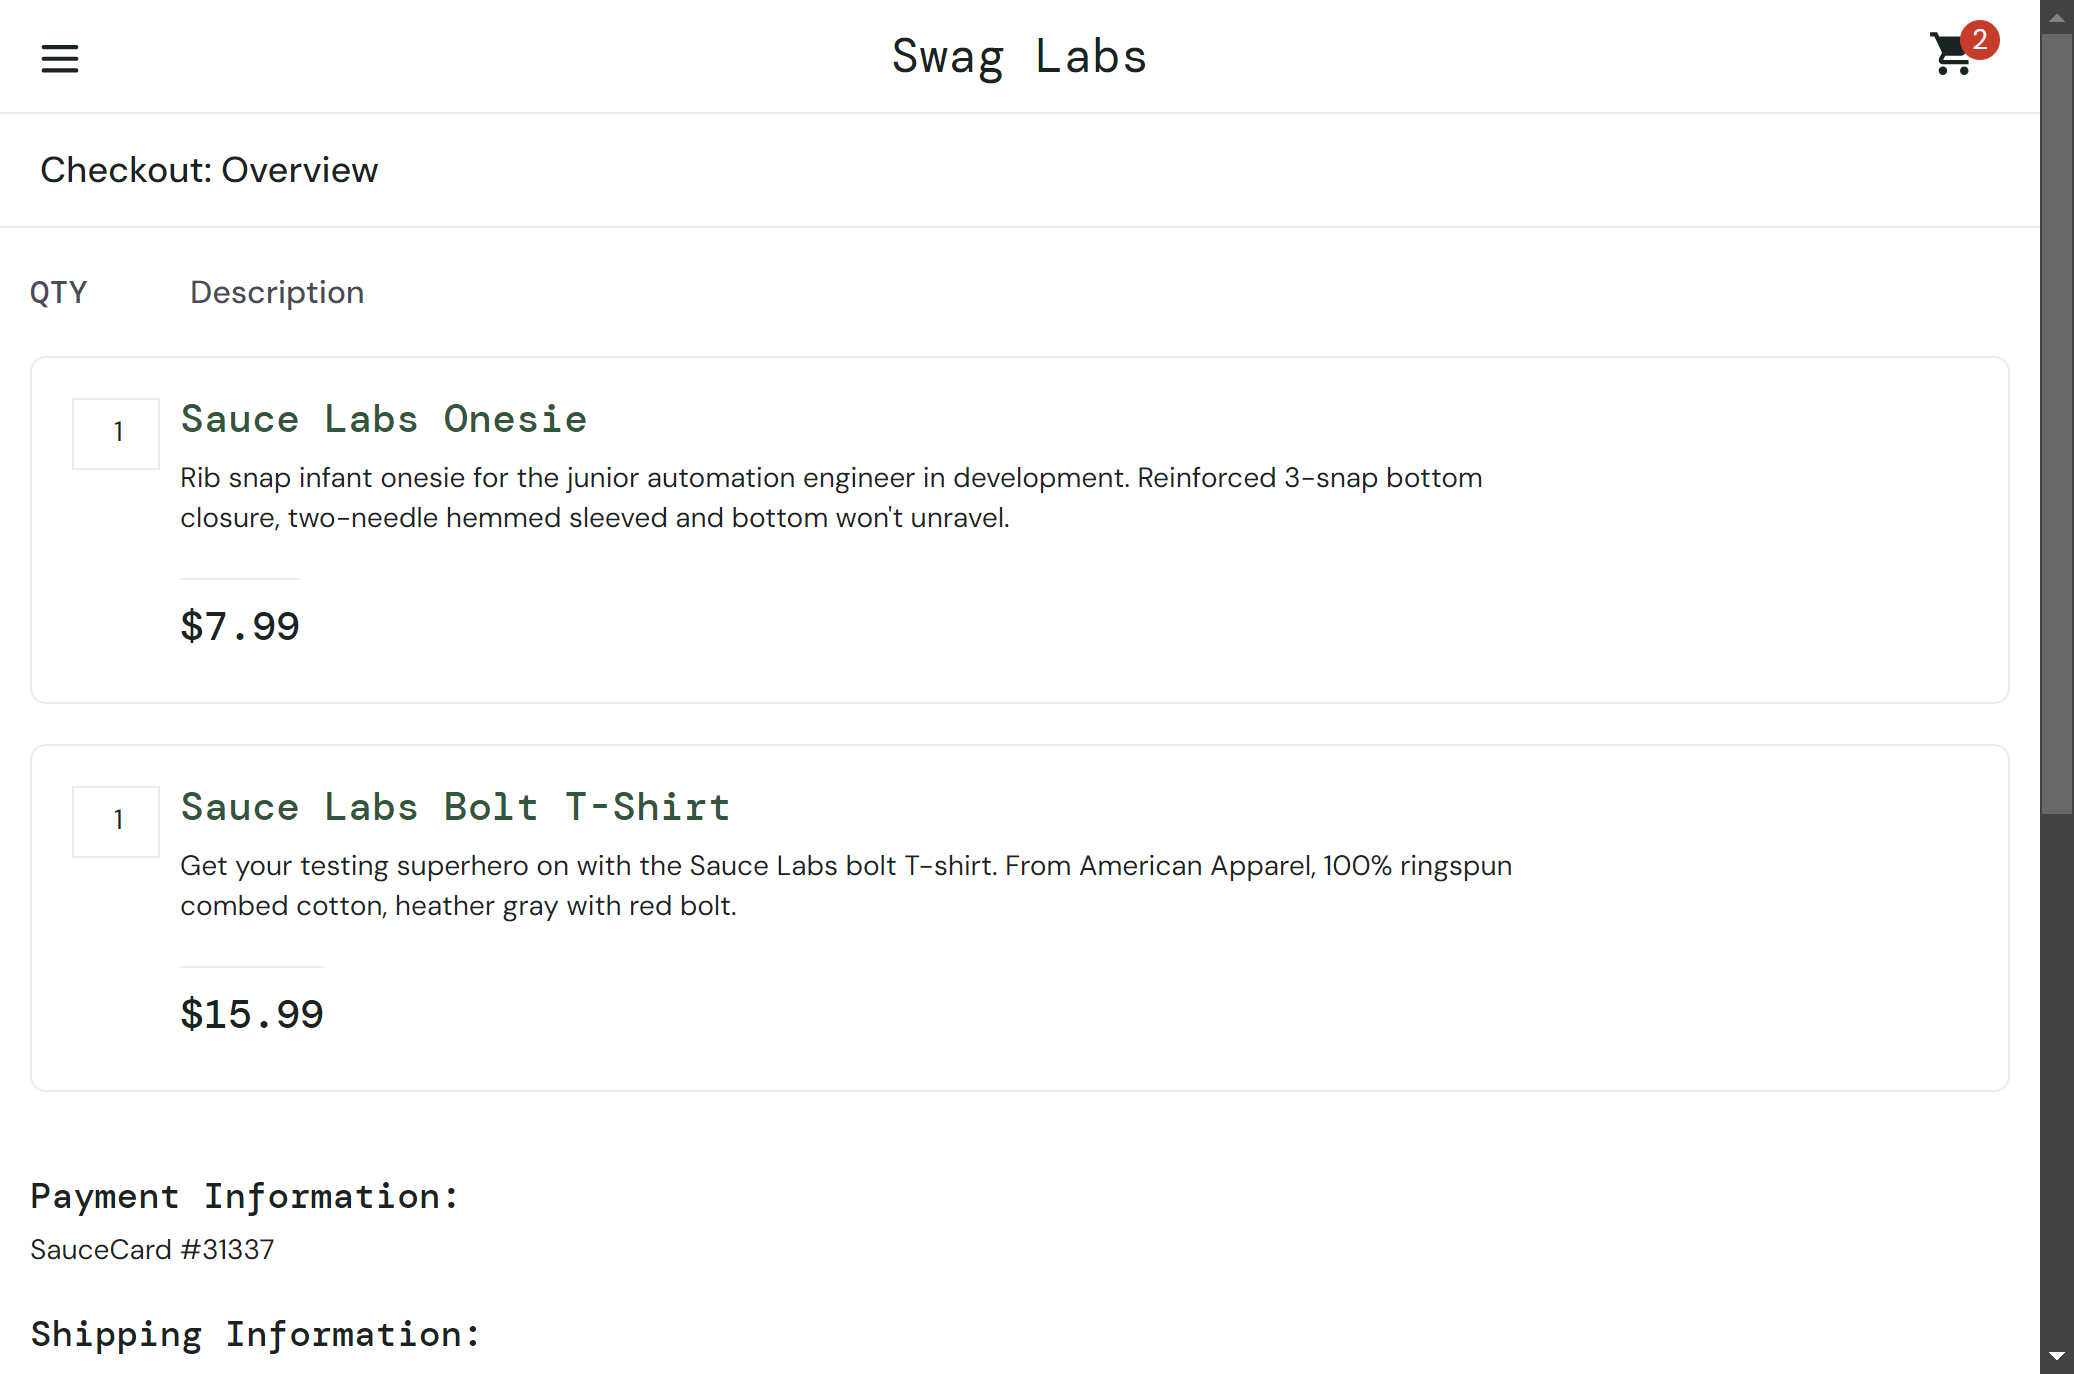 Swag Labs
2
Checkout: Overview
QTY
Description
1
Sauce Labs Onesie
Rib snap infant onesie for the junior automation engineer in development. Reinforced 3-snap bottom
closure, two-needle hemmed sleeved and bottom won't unravel.
$7.99
1
Sauce Labs Bolt T-Shirt
Get your testing superhero on with the Sauce Labs bolt T-shirt. From American Apparel, 100% ringspun
combed cotton, heather gray with red bolt.
$15.99
Payment Information:
SauceCard #31337
Shipping Information: